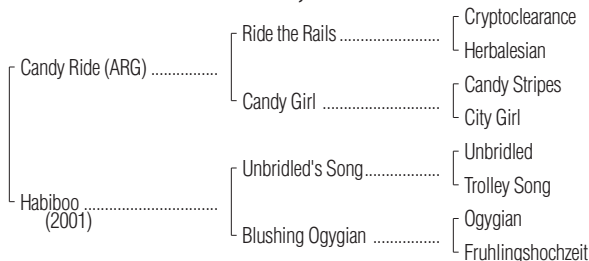 Cryptoclearance
Ride the Rails ....................
Herbalesian
Candy Ride (ARG) .............
Candy Stripes
Candy Girl .......................
City Girl
Unbridled
Unbridled's Song...............
Trolley Song
Habiboo ..........................
(2001)
Ogygian
Blushing Ogygian .............
Fruhlingshochzeit